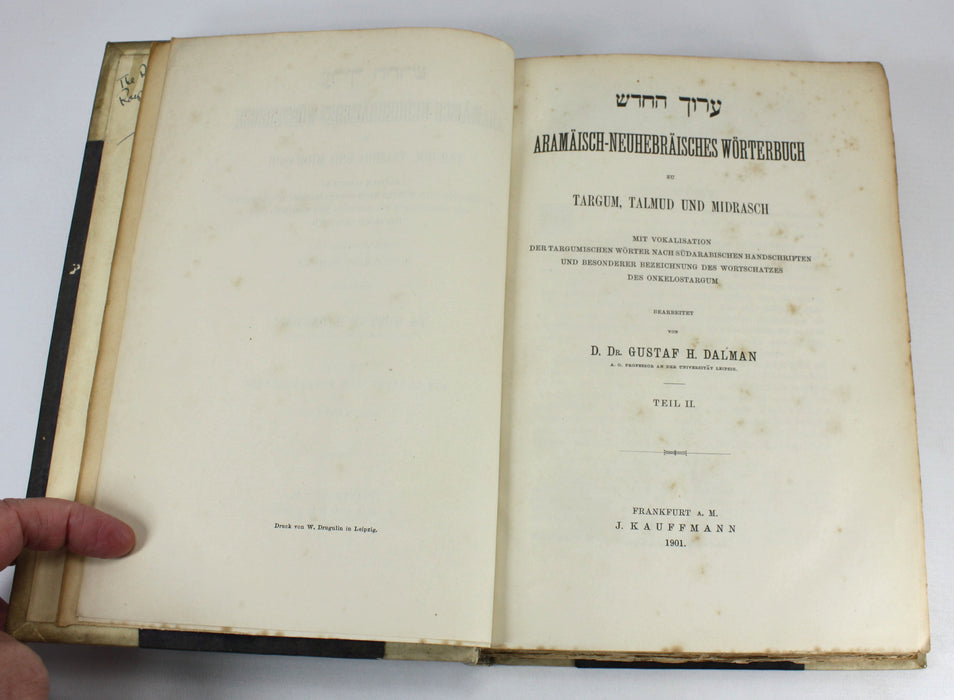 The
Druck von W. Drugulin in Leipzig.
ערוך החדש
ARAMÄISCH-NEUHEBRÄISCHES WÖRTERBUCH
ZU
TARGUM, TALMUD UND MIDRASCH
MIT VOKALISATION
DER TARGUMISCHEN WÖRTER NACH SÜDARABISCHEN HANDSCHRIFTEN
UND BESONDERER BEZEICHNUNG DES WORTSCHATZES
DES ONKELOSTARGUM
BEARBEITET
VON
D. DR. GUSTAF H. DALMAN
A. O. PROFESSOR AN DER UNIVERSITÄT LEIPZIG.
TEIL II.
FRANKFURT A. M.
J. KAUFFMANN
1901.